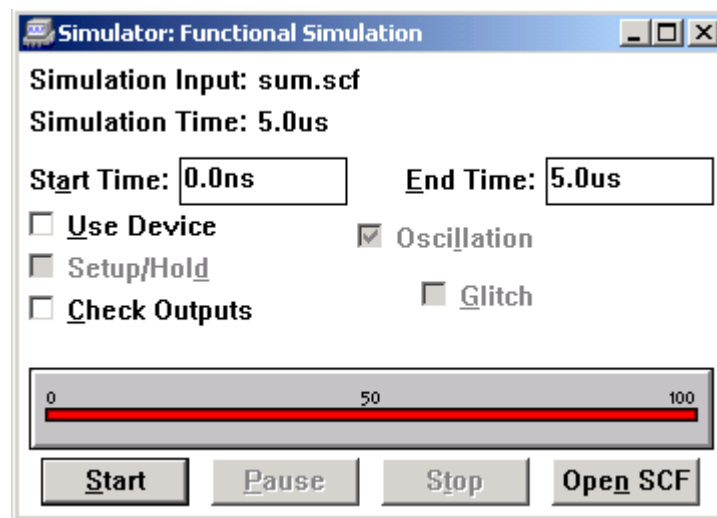 Simulator: Functional Simulation
Simulation Input: sum.scf
Simulation Time: 5.0us
Start Time: 0.0ns End Time: 5.0us
Use Device Oscillation
Setup/Hold Glitch
Check Outputs
0 50 100
Start Pause Stop Open SCF